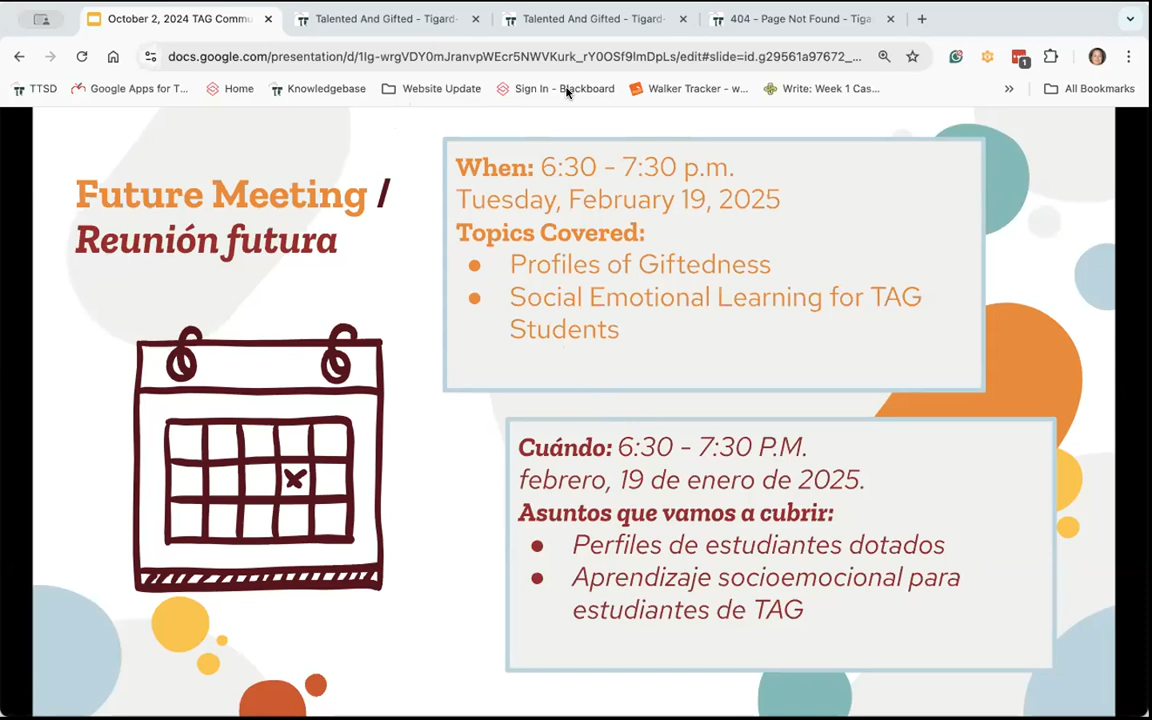 October 2, 2024 TAG Commu
Talented And Gifted - Tigard-
Talented And Gifted - Tigard-
404 - Page Not Found - Tiga
docs.google.com/presentation/d/1Ig-wrgVDY0mJranvpWEcr5NWVKurk_rY0OSf9lmDpLs/edit#slide=id.g29561a97672_...
1
TTSD
Google Apps for T...
Home
Knowledgebase
Website Update
Sign In - Blackboard
Walker Tracker - w...
Write: Week 1 Cas...
»
All Bookmarks
Future Meeting /
Reunión futura
When: 6:30 - 7:30 p.m.
Tuesday, February 19, 2025
Topics Covered:
● Profiles of Giftedness
● Social Emotional Learning for TAG
Students
Cuándo: 6:30 - 7:30 P.M.
febrero, 19 de enero de 2025.
Asuntos que vamos a cubrir:
● Perfiles de estudiantes dotados
● Aprendizaje socioemocional para
estudiantes de TAG